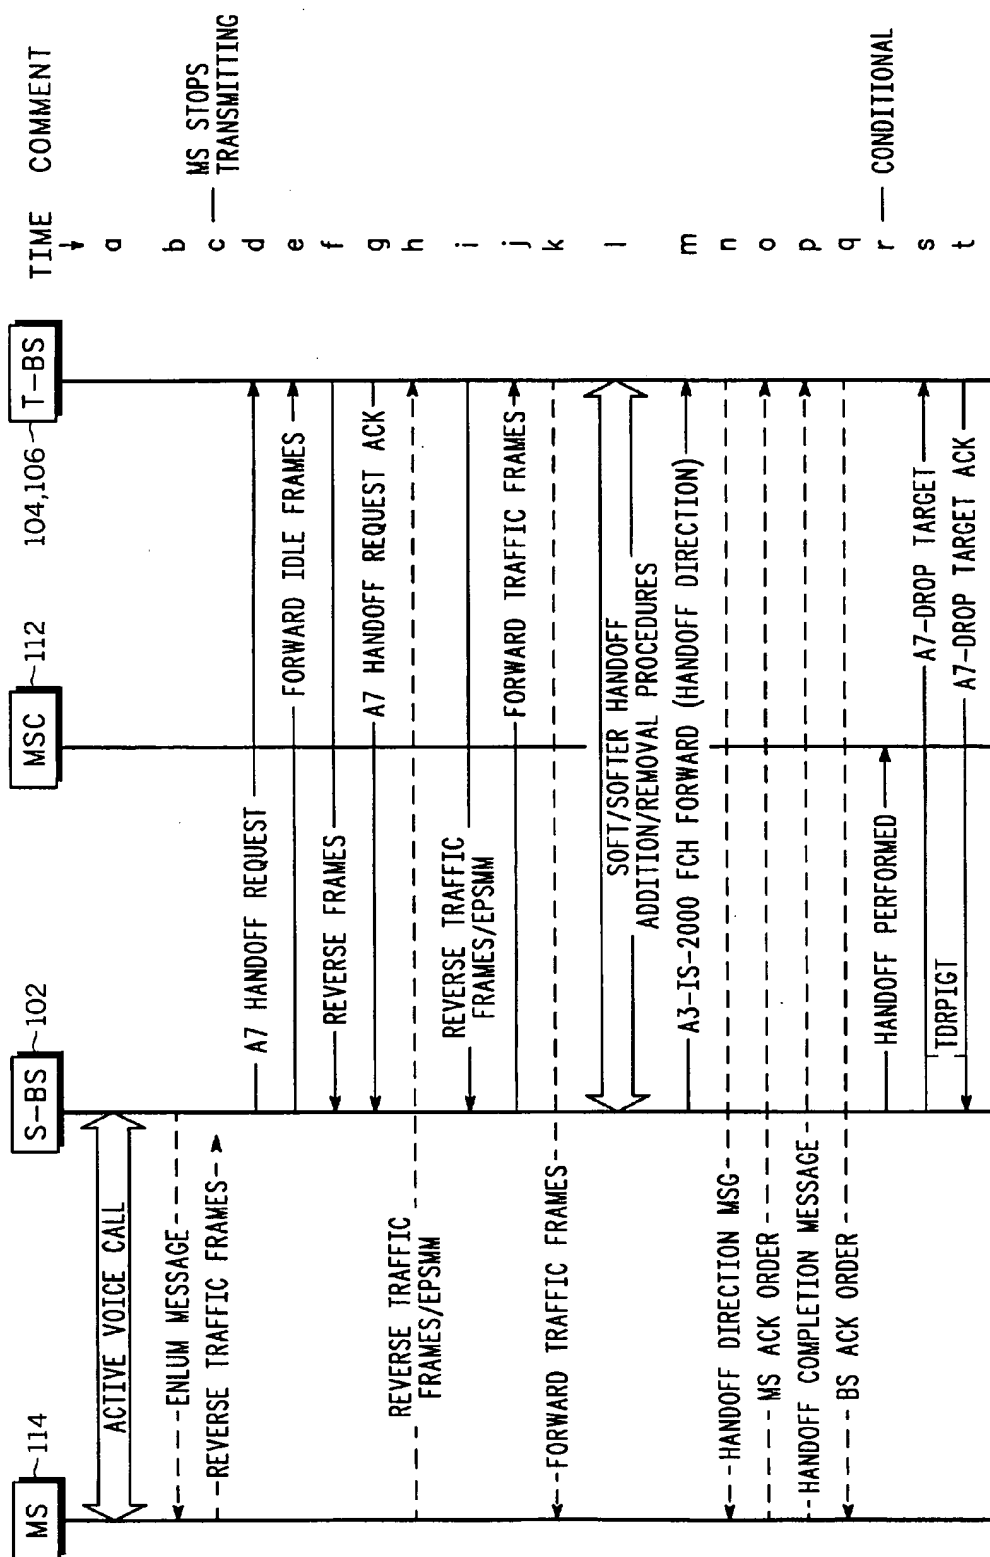 MS
114
S-BS
102
MSC
112
T-BS
104,106
TIME
COMMENT
ACTIVE VOICE CALL
a
ENLUM MESSAGE
b
REVERSE TRAFFIC FRAMES
c
MS STOPS
TRANSMITTING
A7 HANDOFF REQUEST
d
FORWARD IDLE FRAMES
e
REVERSE FRAMES
f
A7 HANDOFF REQUEST ACK
g
REVERSE TRAFFIC
FRAMES/EPSMM
h
REVERSE TRAFFIC
FRAMES/EPSMM
i
FORWARD TRAFFIC FRAMES
j
FORWARD TRAFFIC FRAMES
k
SOFT/SOFTER HANDOFF
ADDITION/REMOVAL PROCEDURES
l
A3-IS-2000 FCH FORWARD (HANDOFF DIRECTION)
m
HANDOFF DIRECTION MSG
n
MS ACK ORDER
o
HANDOFF COMPLETION MESSAGE
p
BS ACK ORDER
q
HANDOFF PERFORMED
r
CONDITIONAL
A7-DROP TARGET
s
TDRPIGT
A7-DROP TARGET ACK
t